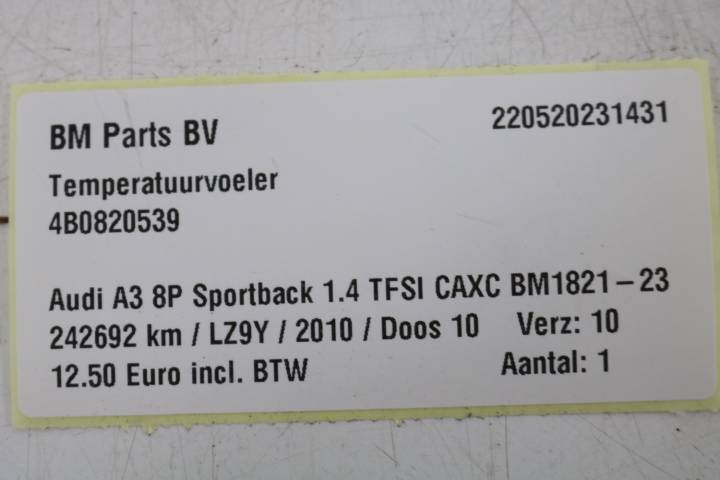 BM Parts BV 220520231431
Temperatuurvoeler
4B0820539
Audi A3 8P Sportback 1.4 TFSI CAXC BM1821-23
242692 km / LZ9Y / 2010 / Doos 10 Verz: 10
12.50 Euro incl. BTW Aantal: 1